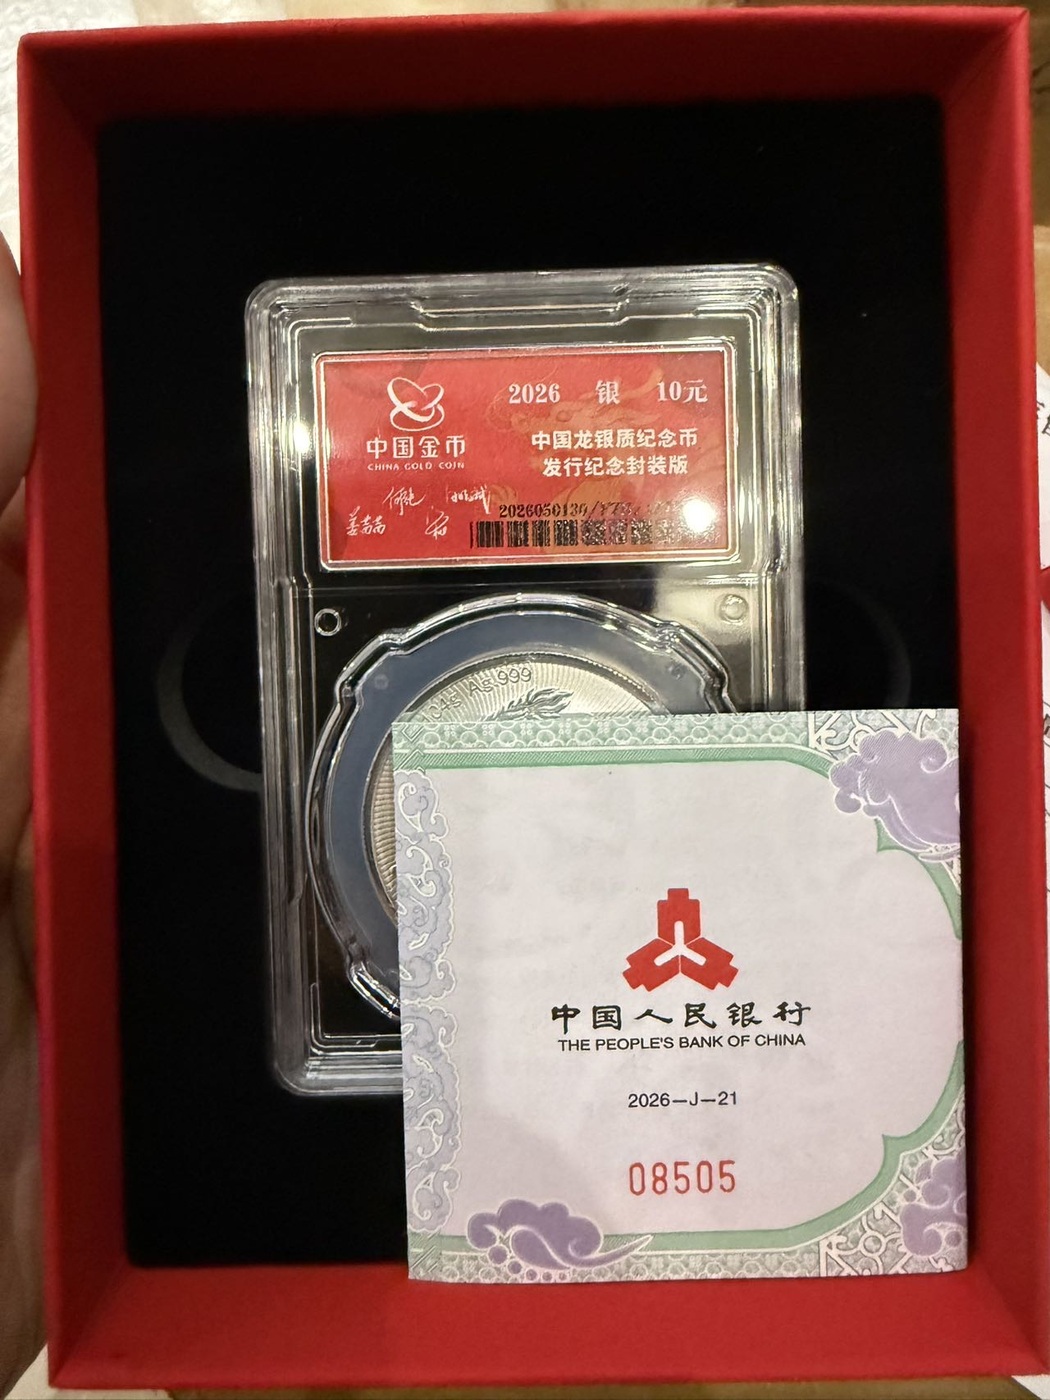 中国金币
CHINA GOLD COIN
2026 银 10元
中国龙银质纪念币
发行纪念封装版
Ag 999
中国人民银行
THE PEOPLE'S BANK OF CHINA
2026—J—21
08505